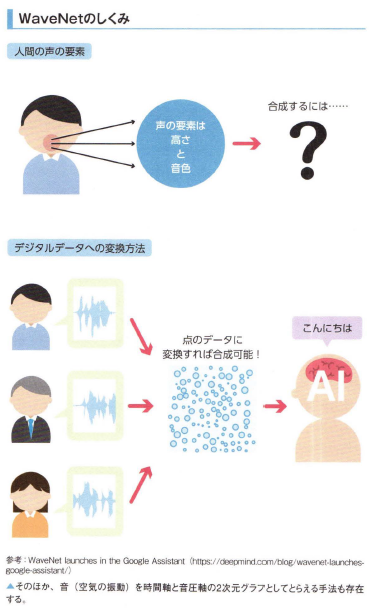 WaveNetのしくみ
人間の声の要素
声の要素は
高さ
と
音色
合成するには……
?
デジタルデータへの変換方法
点のデータに
変換すれば合成可能！
こんにちは
AI
参考：WaveNet launches in the Google Assistant（https://deepmind.com/blog/wavenet-launches-
google-assistant/）
▲そのほか、音（空気の振動）を時間軸と音圧軸の2次元グラフとしてとらえる手法も存在
する。